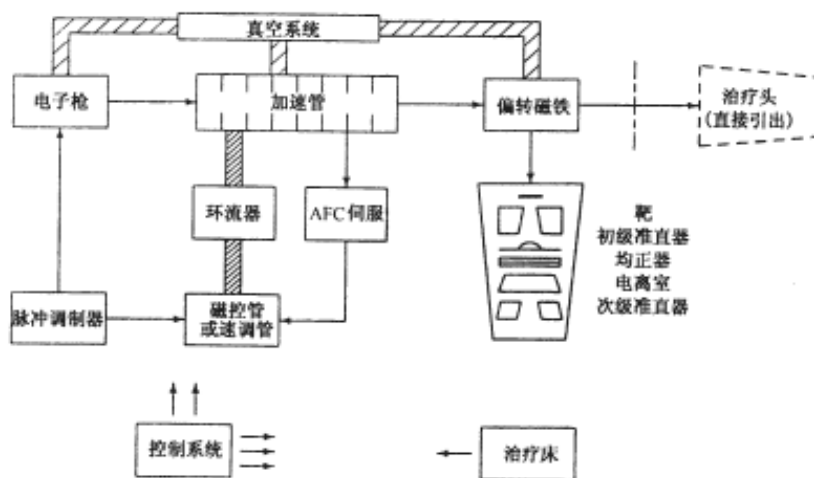 真空系统
电子枪
加速管
偏转磁铁
治疗头
(直接引出)
环流器
AFC伺服
靶
初级准直器
均正器
电离室
次级准直器
脉冲调制器
磁控管
或速调管
控制系统
治疗床